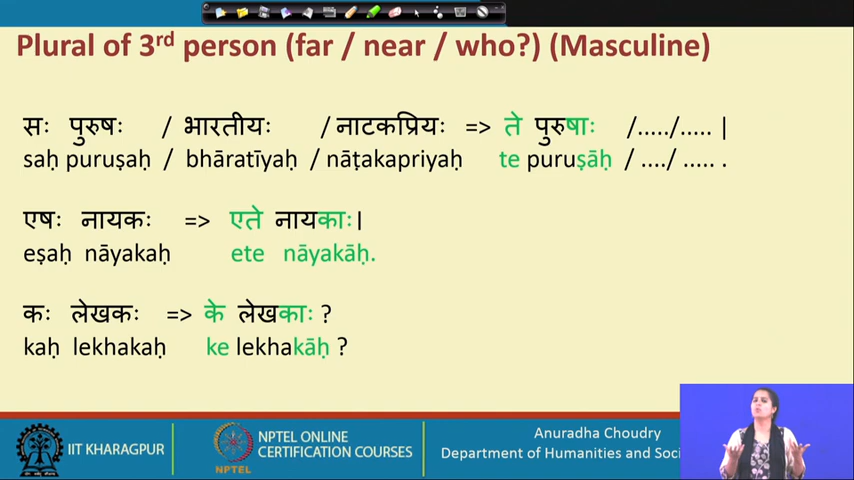 Plural of 3rd person (far / near / who?) (Masculine)
सः पुरुषः / भारतीयः / नाटकप्रियः => ते पुरुषाः /...../..... |
saḥ puruṣaḥ / bhāratīyaḥ / nāṭakapriyaḥ te puruṣāḥ / ..../ ..... .
एषः नायकः => एते नायकाः।
eṣaḥ nāyakaḥ ete nāyakāḥ.
कः लेखकः => के लेखकाः ?
kaḥ lekhakaḥ ke lekhakāḥ ?
IIT KHARAGPUR
NPTEL
NPTEL ONLINE
CERTIFICATION COURSES
Anuradha Choudry
Department of Humanities and Soci